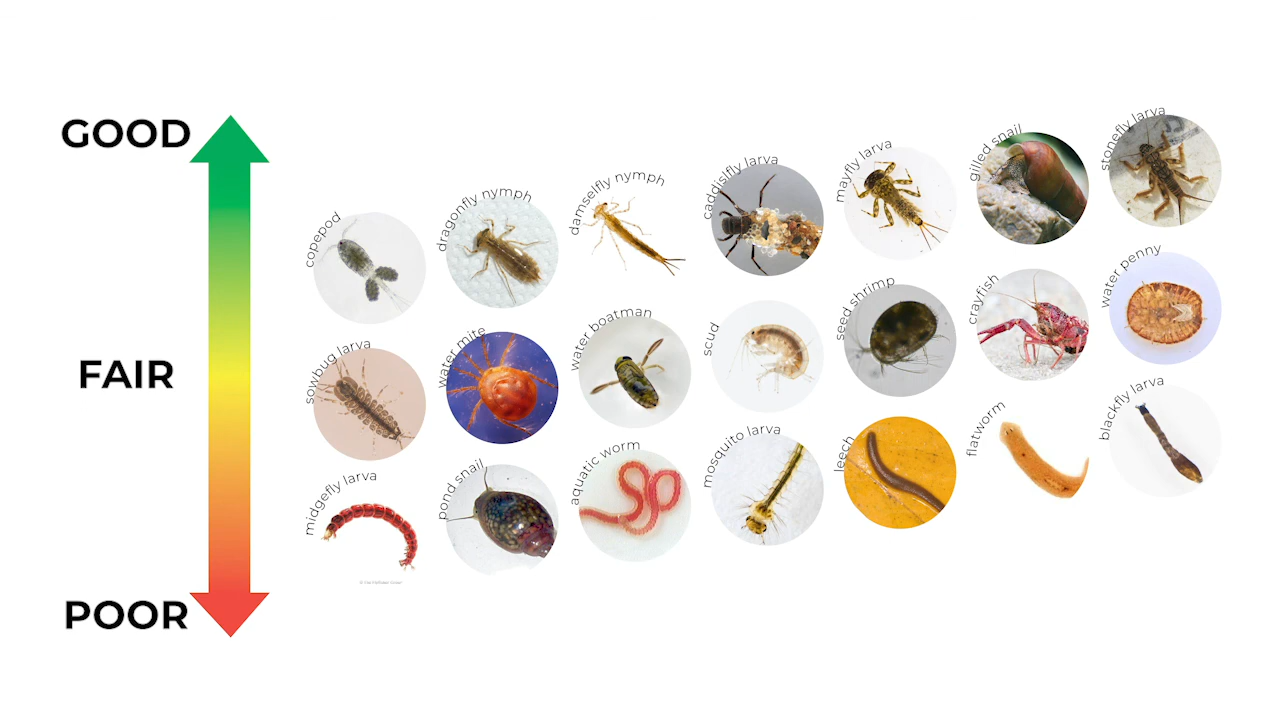 GOOD
FAIR
POOR
copepod
dragonfly nymph
damselfly nymph
caddisfly larva
mayfly larva
gilled snail
stonefly larva
sowbug larva
water mite
water boatman
scud
seed shrimp
crayfish
water penny
midgefly larva
pond snail
aquatic worm
mosquito larva
leech
flatworm
blackfly larva